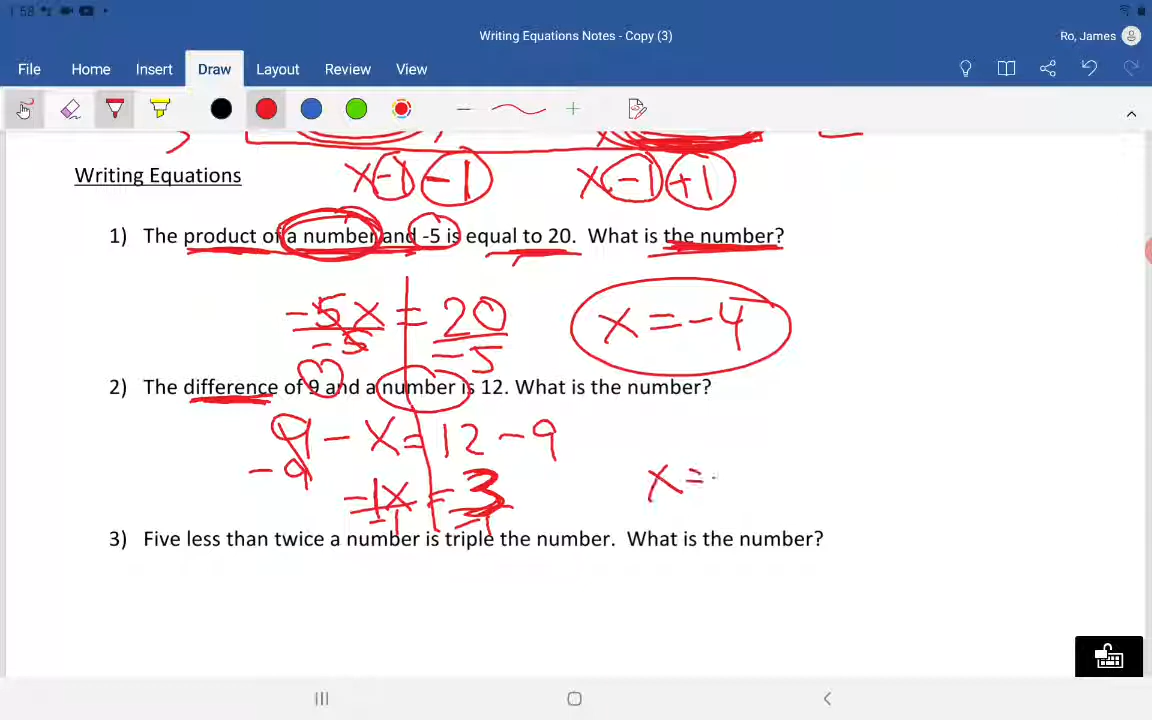 1:58
Writing Equations Notes - Copy (3)
Ro, James
File Home Insert Draw Layout Review View
Writing Equations
x -1 -1 x -1 +1
1) The product of a number and -5 is equal to 20. What is the number?
-5x = 20 x = -4
-5 -5
2) The difference of 9 and a number is 12. What is the number?
9 - x = 12 - 9
-9
x =
-1x = 3
-1 -1
3) Five less than twice a number is triple the number. What is the number?